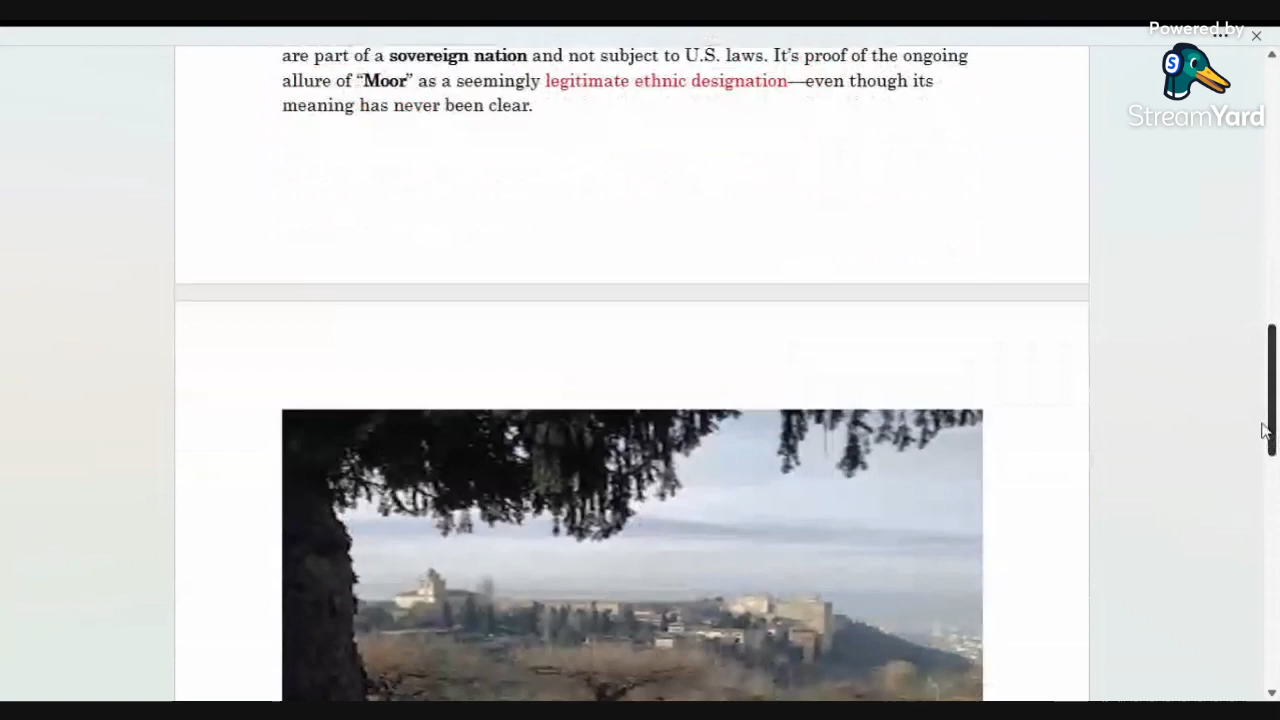 Powered by
StreamYard
are part of a sovereign nation and not subject to U.S. laws. It’s proof of the ongoing
allure of “Moor” as a seemingly legitimate ethnic designation—even though its
meaning has never been clear.